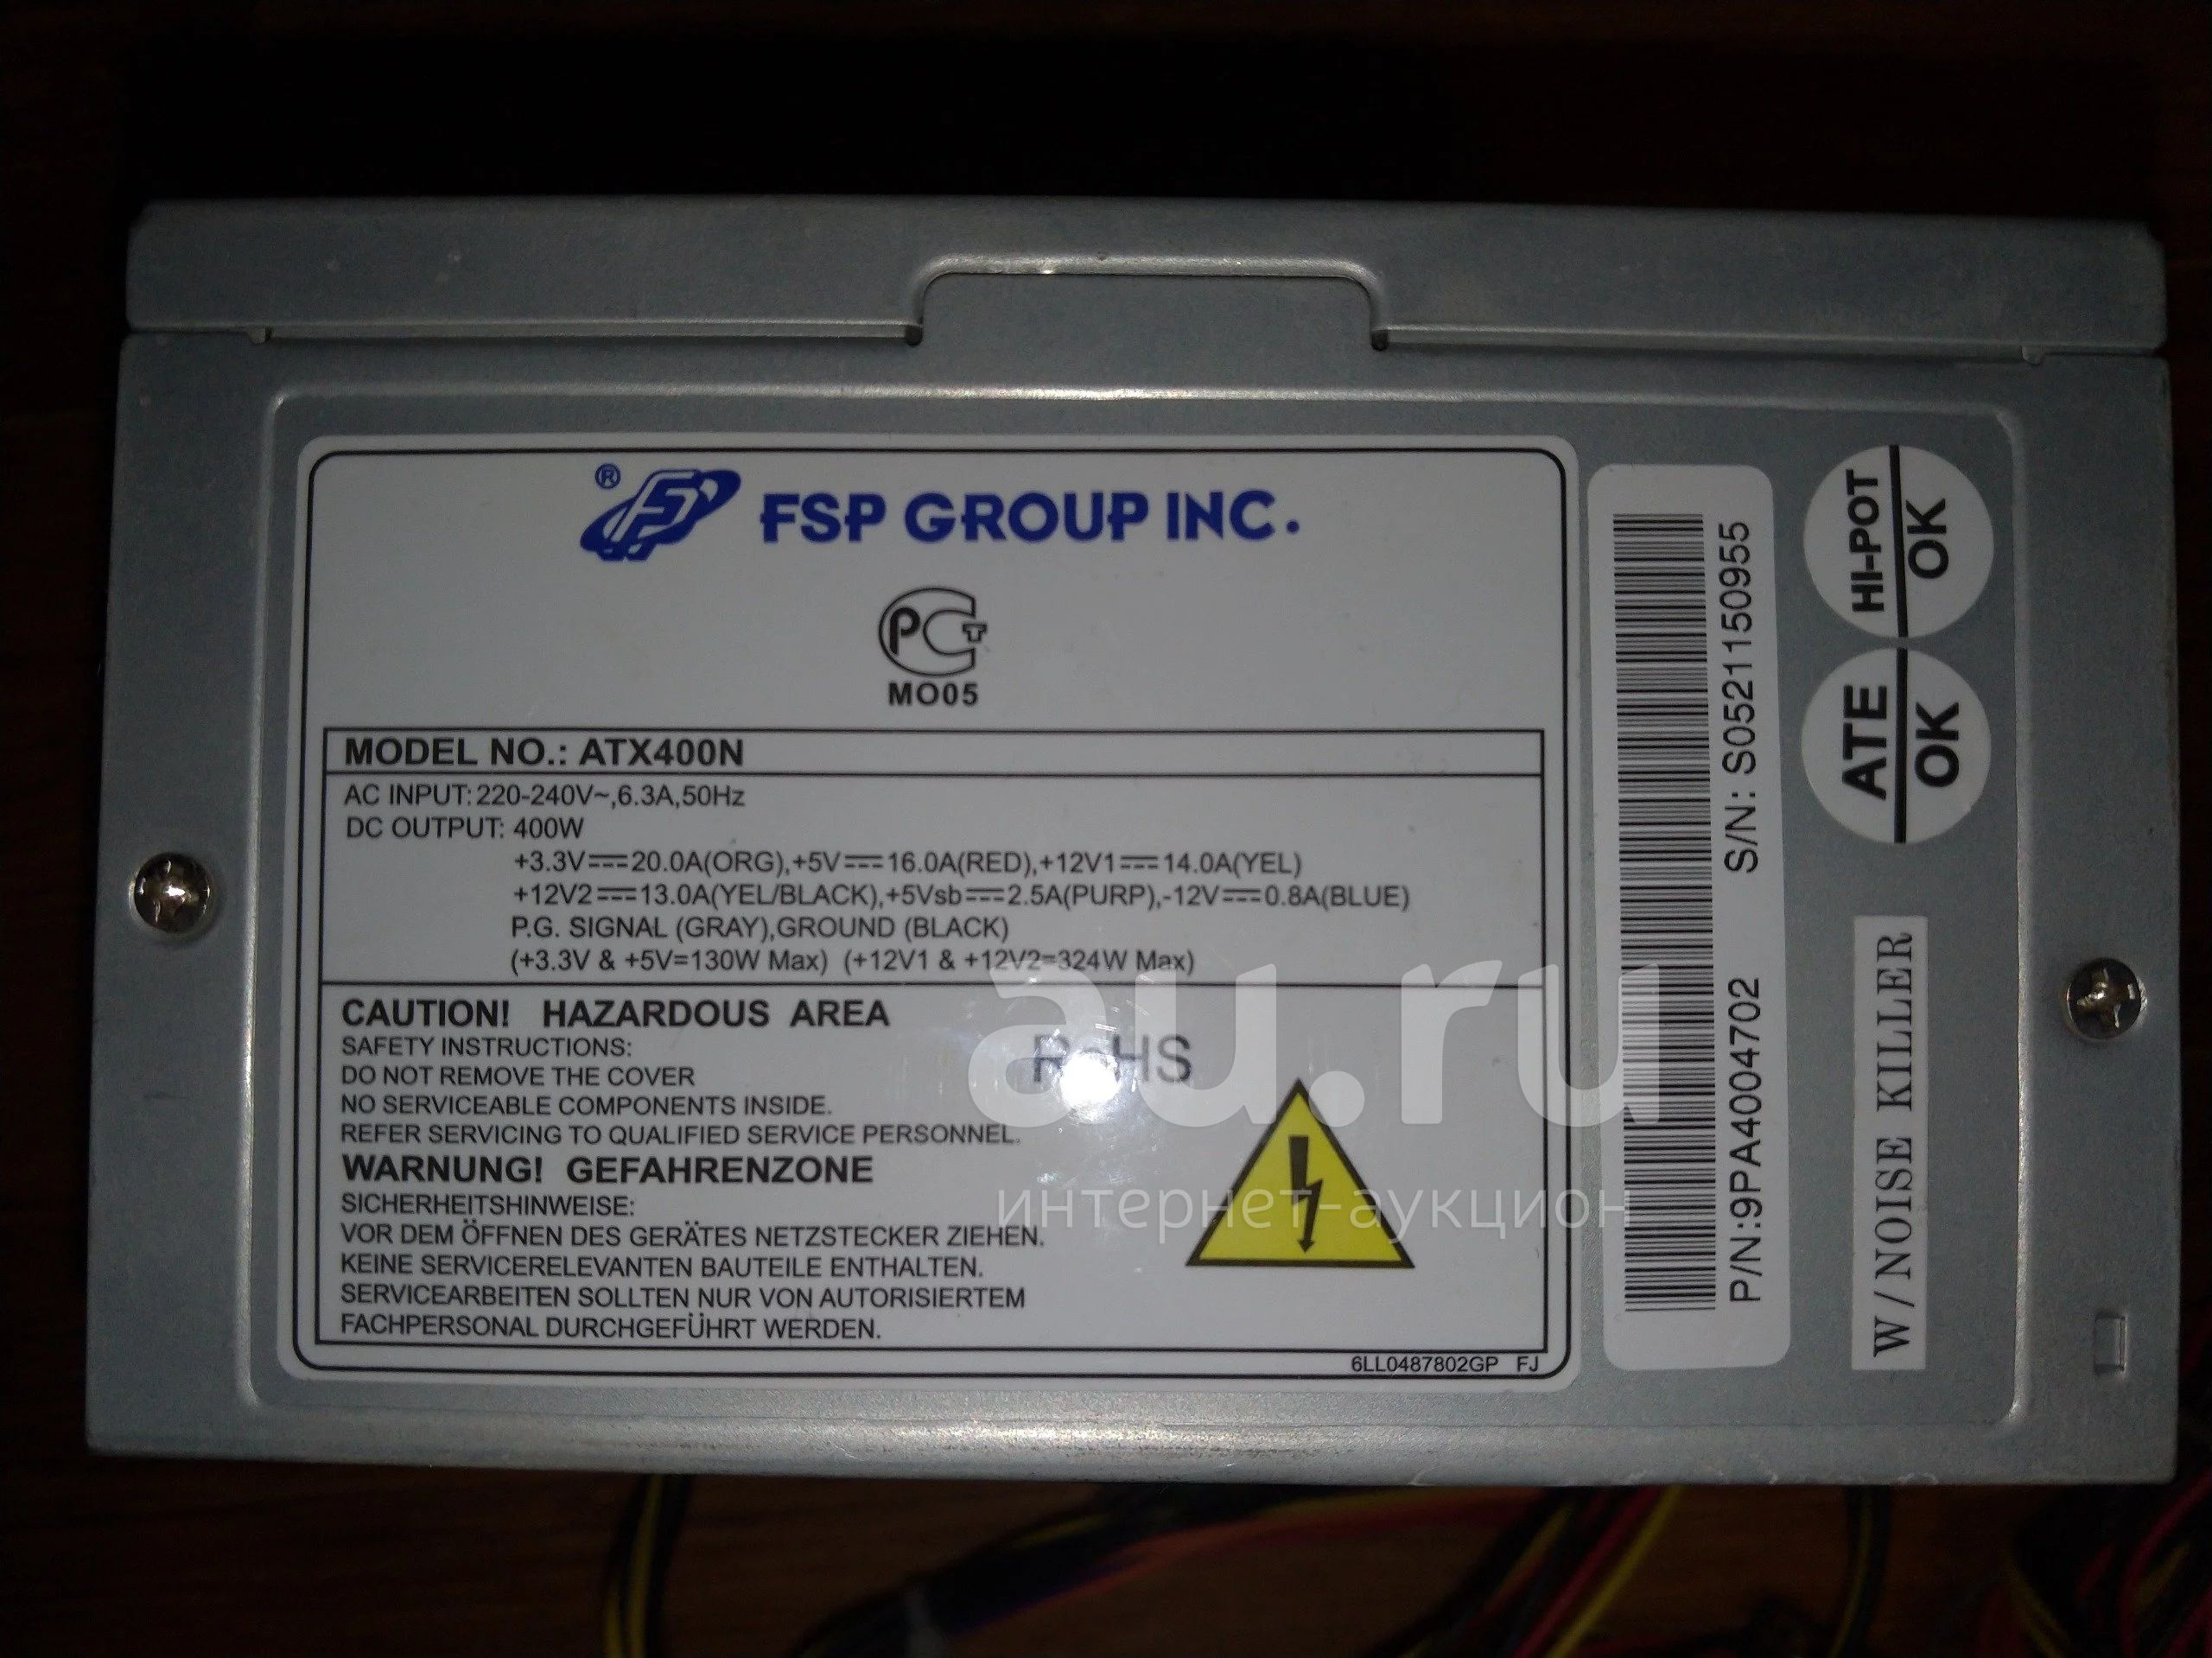 ® FSP GROUP INC.
PCT
MO05
MODEL NO.: ATX400N
AC INPUT: 220-240V~,6.3A,50Hz
DC OUTPUT: 400W
+3.3V⎓20.0A(ORG),+5V⎓16.0A(RED),+12V1⎓14.0A(YEL)
+12V2⎓13.0A(YEL/BLACK),+5Vsb⎓2.5A(PURP),-12V⎓0.8A(BLUE)
P.G. SIGNAL (GRAY),GROUND (BLACK)
(+3.3V & +5V=130W Max) (+12V1 & +12V2=324W Max)
CAUTION! HAZARDOUS AREA
SAFETY INSTRUCTIONS:
DO NOT REMOVE THE COVER
NO SERVICEABLE COMPONENTS INSIDE.
REFER SERVICING TO QUALIFIED SERVICE PERSONNEL.
WARNUNG! GEFAHRENZONE
SICHERHEITSHINWEISE:
VOR DEM ÖFFNEN DES GERÄTES NETZSTECKER ZIEHEN.
KEINE SERVICERELEVANTEN BAUTEILE ENTHALTEN.
SERVICEARBEITEN SOLLTEN NUR VON AUTORISIERTEM
FACHPERSONAL DURCHGEFÜHRT WERDEN.
RoHS
6LL0487802GP FJ
P/N:9PA4004702 S/N: S0521150955
HI-POT
OK
ATE
OK
W/NOISE KILLER
au.ru
интернет-аукцион